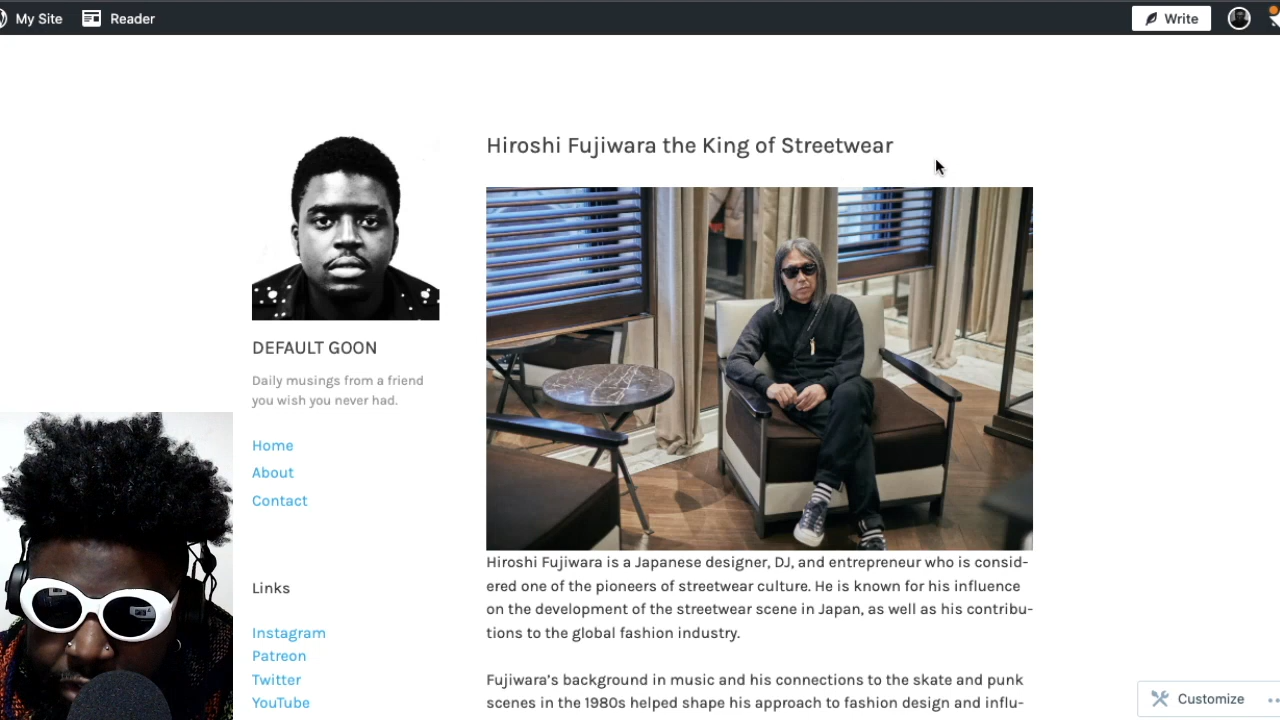 My Site
Reader
Write
Hiroshi Fujiwara the King of Streetwear
DEFAULT GOON
Daily musings from a friend
you wish you never had.
Home
About
Contact
Links
Instagram
Patreon
Twitter
YouTube
Hiroshi Fujiwara is a Japanese designer, DJ, and entrepreneur who is consid-
ered one of the pioneers of streetwear culture. He is known for his influence
on the development of the streetwear scene in Japan, as well as his contribu-
tions to the global fashion industry.
Fujiwara’s background in music and his connections to the skate and punk
scenes in the 1980s helped shape his approach to fashion design and influ-
Customize